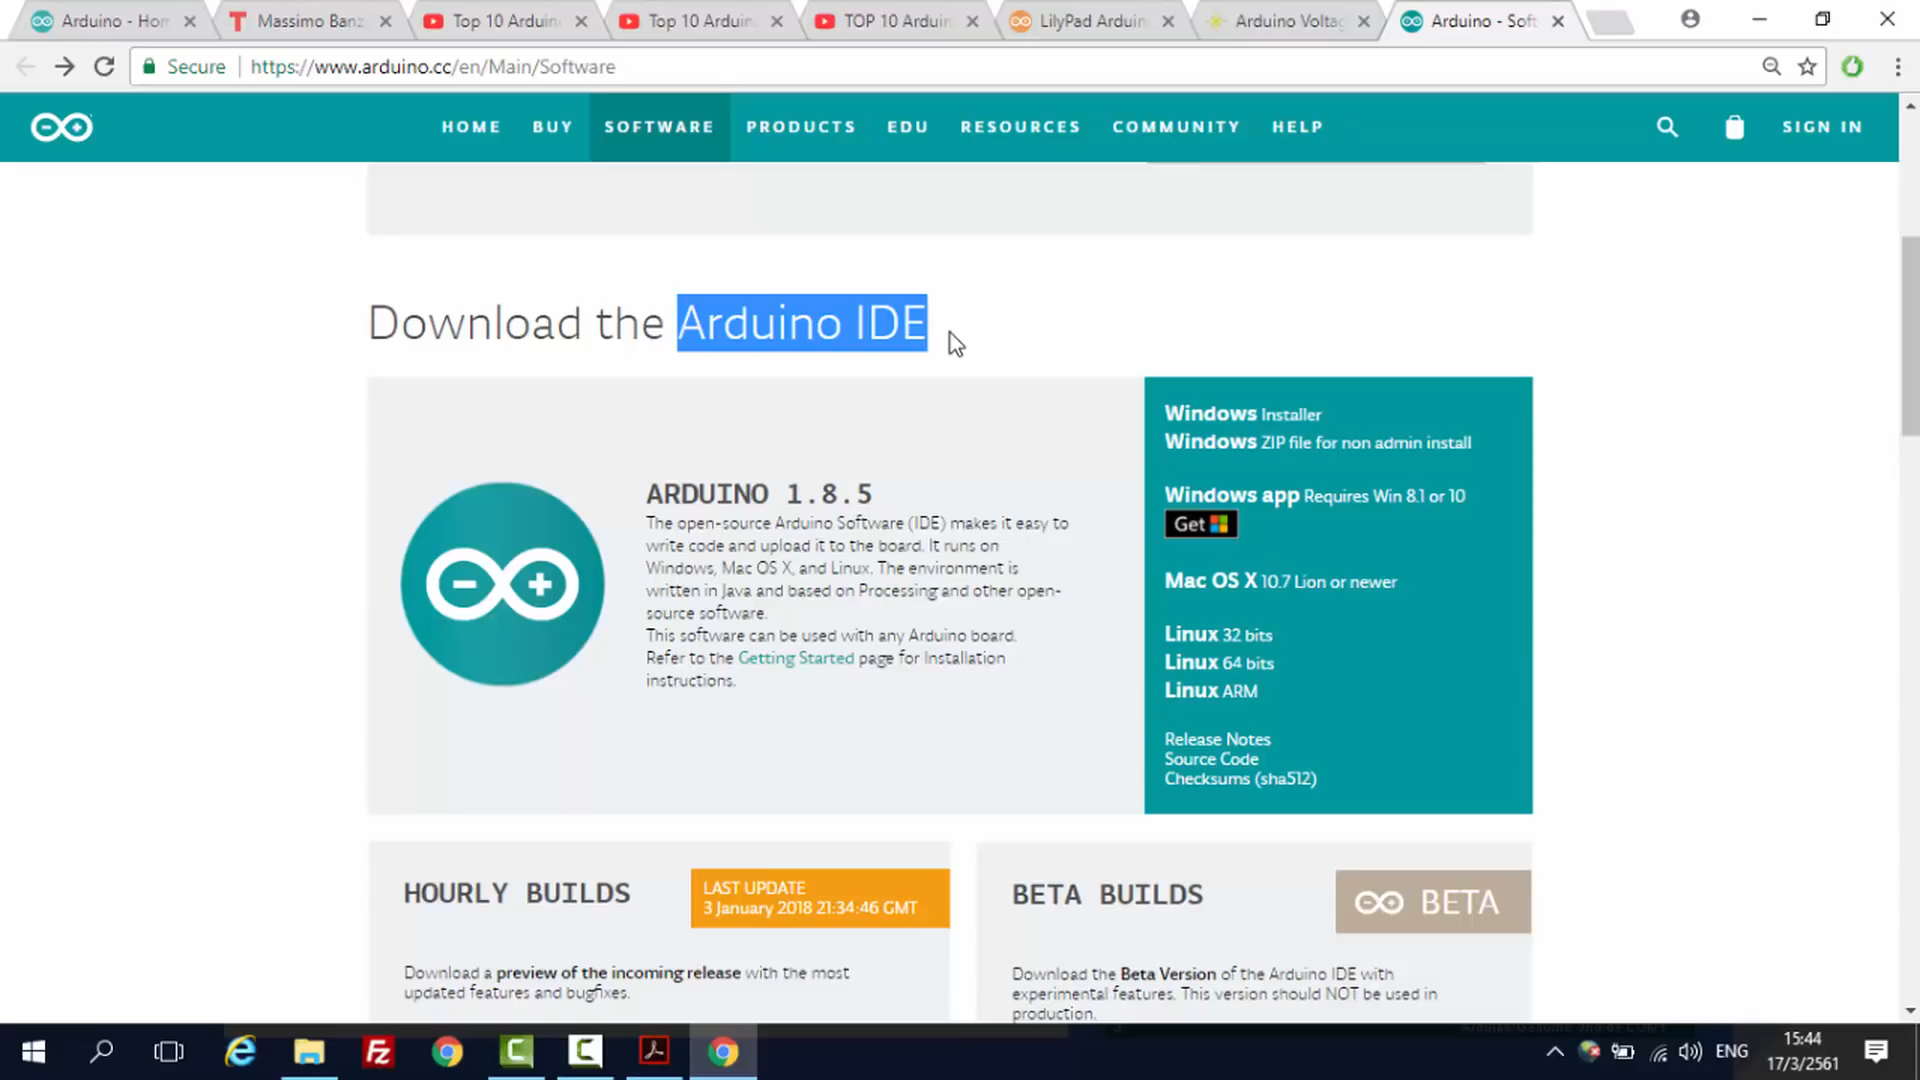 Arduino - Hom
Massimo Banz
Top 10 Arduin
Top 10 Arduin
TOP 10 Arduin
LilyPad Arduin
Arduino Voltag
Arduino - Soft
Secure
https://www.arduino.cc/en/Main/Software
HOME BUY SOFTWARE PRODUCTS EDU RESOURCES COMMUNITY HELP SIGN IN
Download the Arduino IDE
ARDUINO 1.8.5
The open-source Arduino Software (IDE) makes it easy to
write code and upload it to the board. It runs on
Windows, Mac OS X, and Linux. The environment is
written in Java and based on Processing and other open-
source software.
This software can be used with any Arduino board.
Refer to the Getting Started page for Installation
instructions.
Windows Installer
Windows ZIP file for non admin install
Windows app Requires Win 8.1 or 10
Get
Mac OS X 10.7 Lion or newer
Linux 32 bits
Linux 64 bits
Linux ARM
Release Notes
Source Code
Checksums (sha512)
HOURLY BUILDS
LAST UPDATE
3 January 2018 21:34:46 GMT
Download a preview of the incoming release with the most
updated features and bugfixes.
BETA BUILDS
BETA
Download the Beta Version of the Arduino IDE with
experimental features. This version should NOT be used in
production.
ENG
15:44
17/3/2561